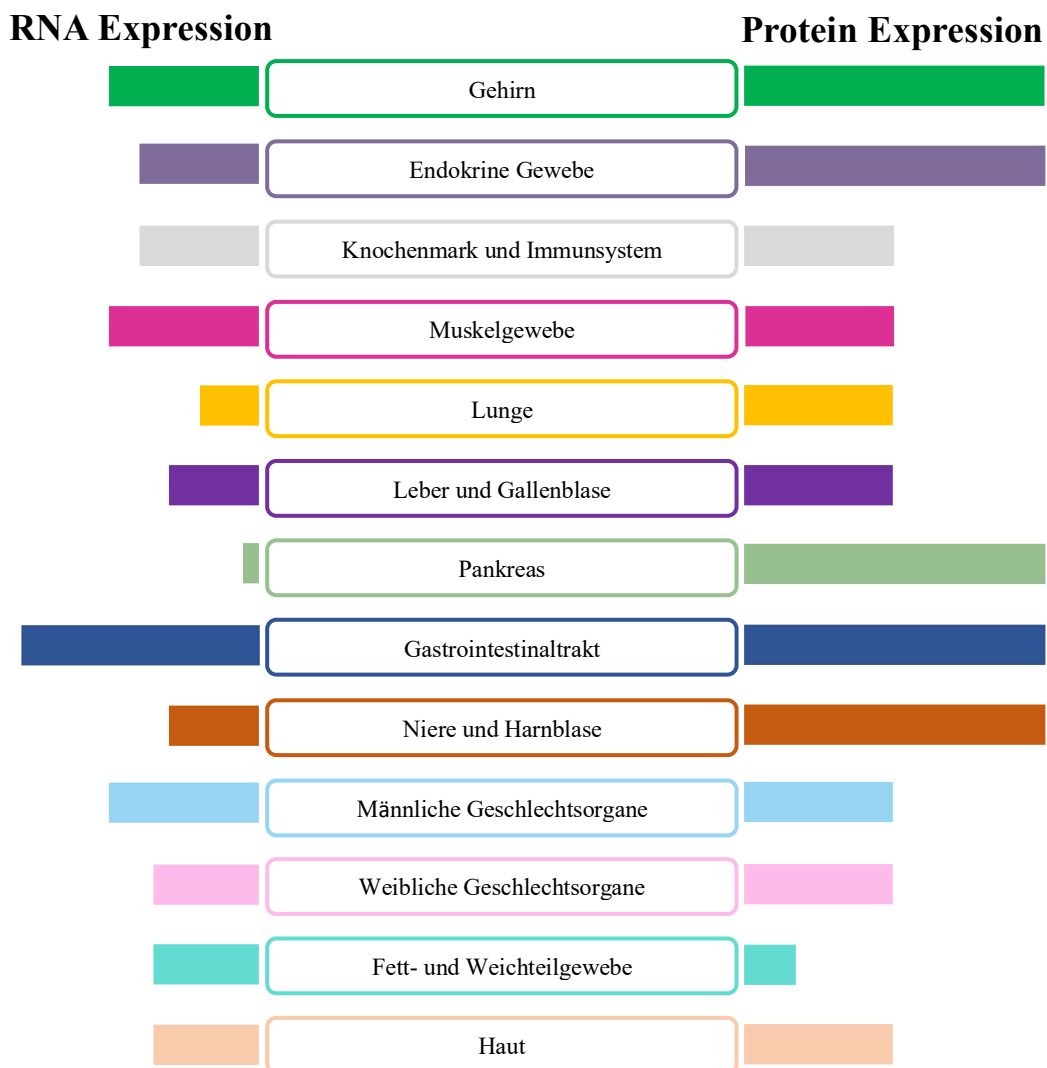 RNA Expression
Protein Expression
Gehirn
Endokrine Gewebe
Knochenmark und Immunsystem
Muskelgewebe
Lunge
Leber und Gallenblase
Pankreas
Gastrointestinaltrakt
Niere und Harnblase
Männliche Geschlechtsorgane
Weibliche Geschlechtsorgane
Fett- und Weichteilgewebe
Haut